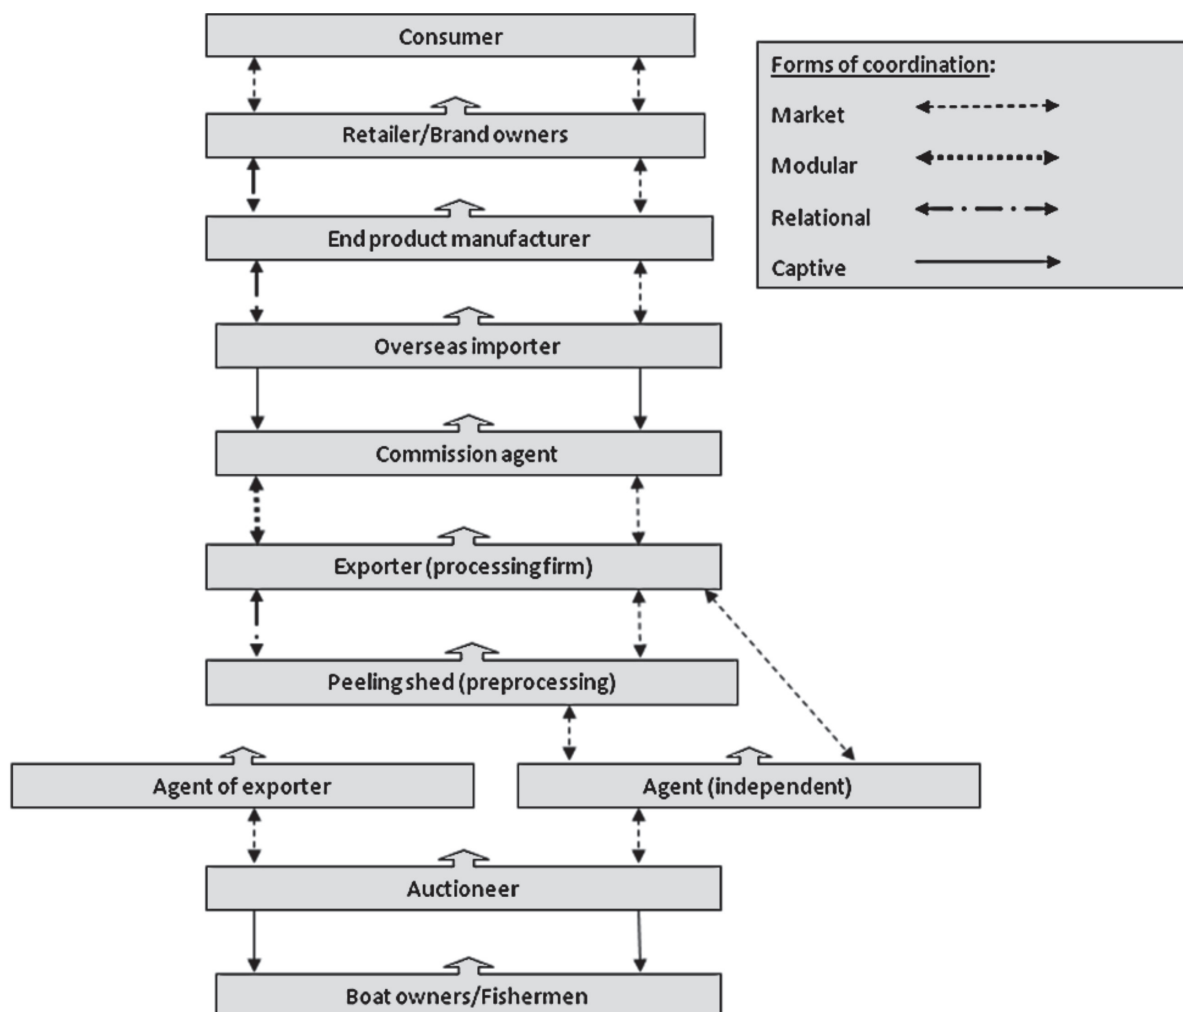 Consumer
Retailer/Brand owners
End product manufacturer
Overseas importer
Commission agent
Exporter (processing firm)
Peeling shed (preprocessing)
Agent of exporter
Agent (independent)
Auctioneer
Boat owners/Fishermen
Forms of coordination:
Market
Modular
Relational
Captive